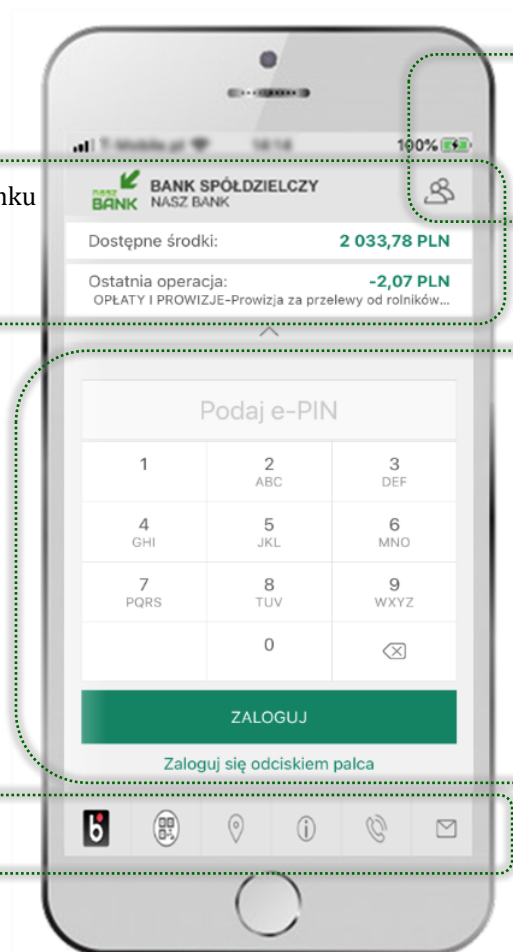 100%
nku
nasz
BANK
BANK SPÓŁDZIELCZY
NASZ BANK
Dostępne środki: 2 033,78 PLN
Ostatnia operacja: -2,07 PLN
OPŁATY I PROWIZJE-Prowizja za przelewy od rolników...
Podaj e-PIN
1 2 3
ABC DEF
4 5 6
GHI JKL MNO
7 8 9
PQRS TUV WXYZ
0
ZALOGUJ
Zaloguj się odciskiem palca